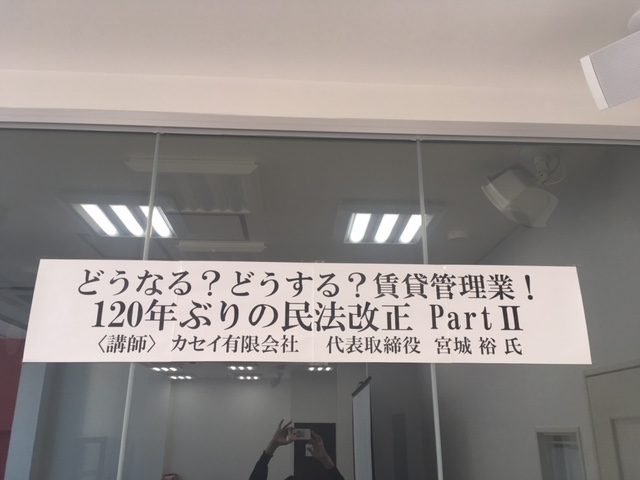 どうなる？どうする？賃貸管理業！
120年ぶりの民法改正 Part Ⅱ
〈講師〉 カセイ有限会社 代表取締役 宮城 裕 氏